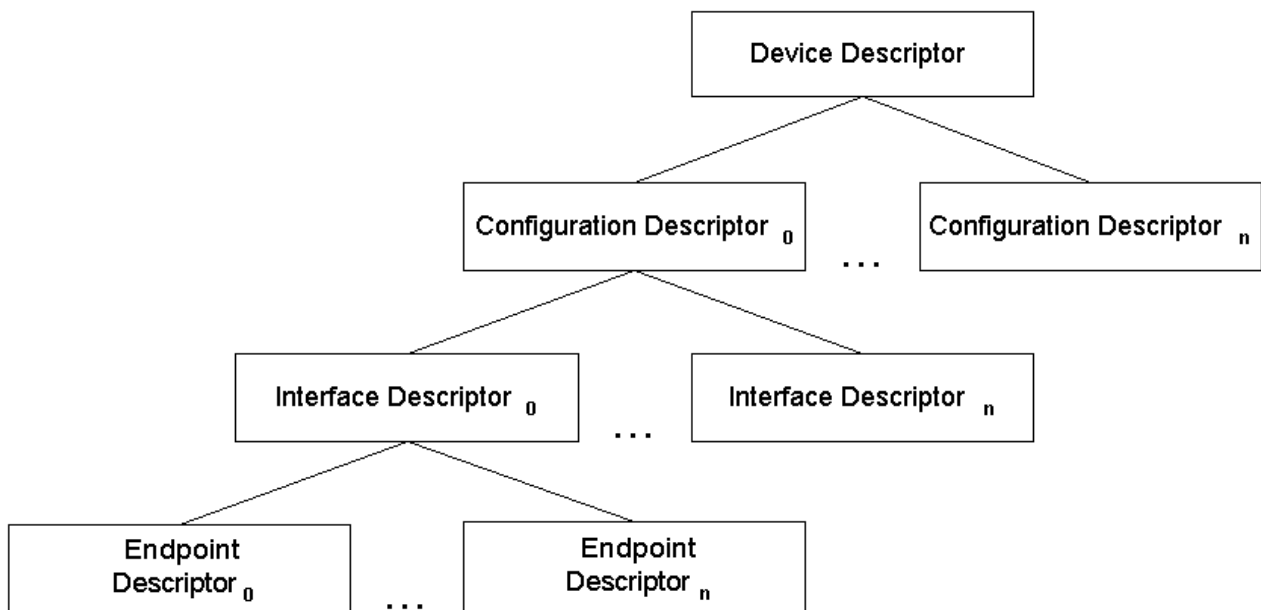 Device Descriptor
Configuration Descriptor 0
Configuration Descriptor n
...
Interface Descriptor 0
Interface Descriptor n
...
Endpoint
Descriptor 0
Endpoint
Descriptor n
...